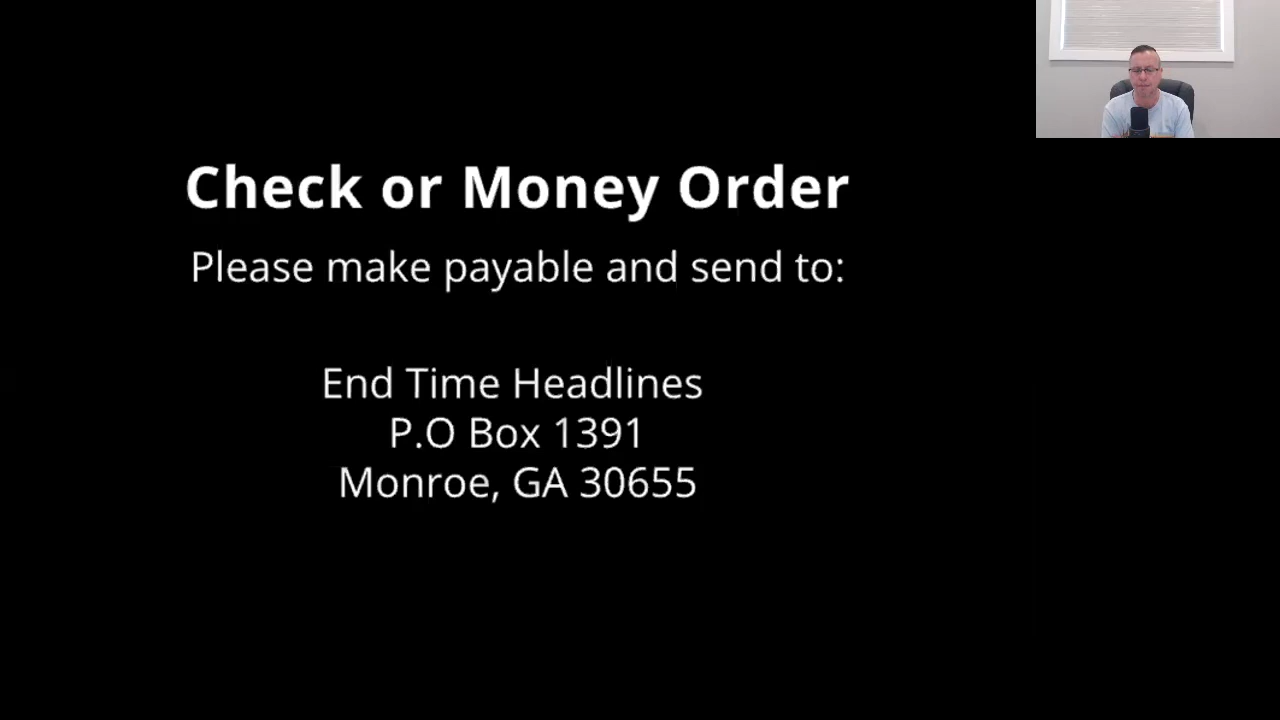 Check or Money Order
Please make payable and send to:
End Time Headlines
P.O Box 1391
Monroe, GA 30655